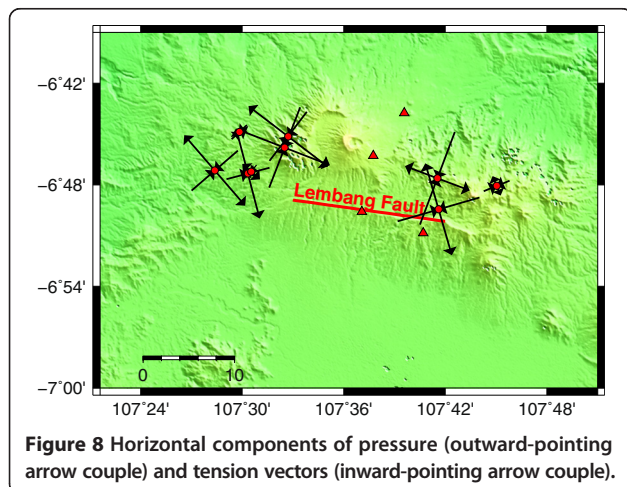 −6˚42'
−6˚48'
−6˚54'
−7˚00'
Lembang Fault
0 10
107˚24' 107˚30' 107˚36' 107˚42' 107˚48'
Figure 8 Horizontal components of pressure (outward-pointing
arrow couple) and tension vectors (inward-pointing arrow couple).